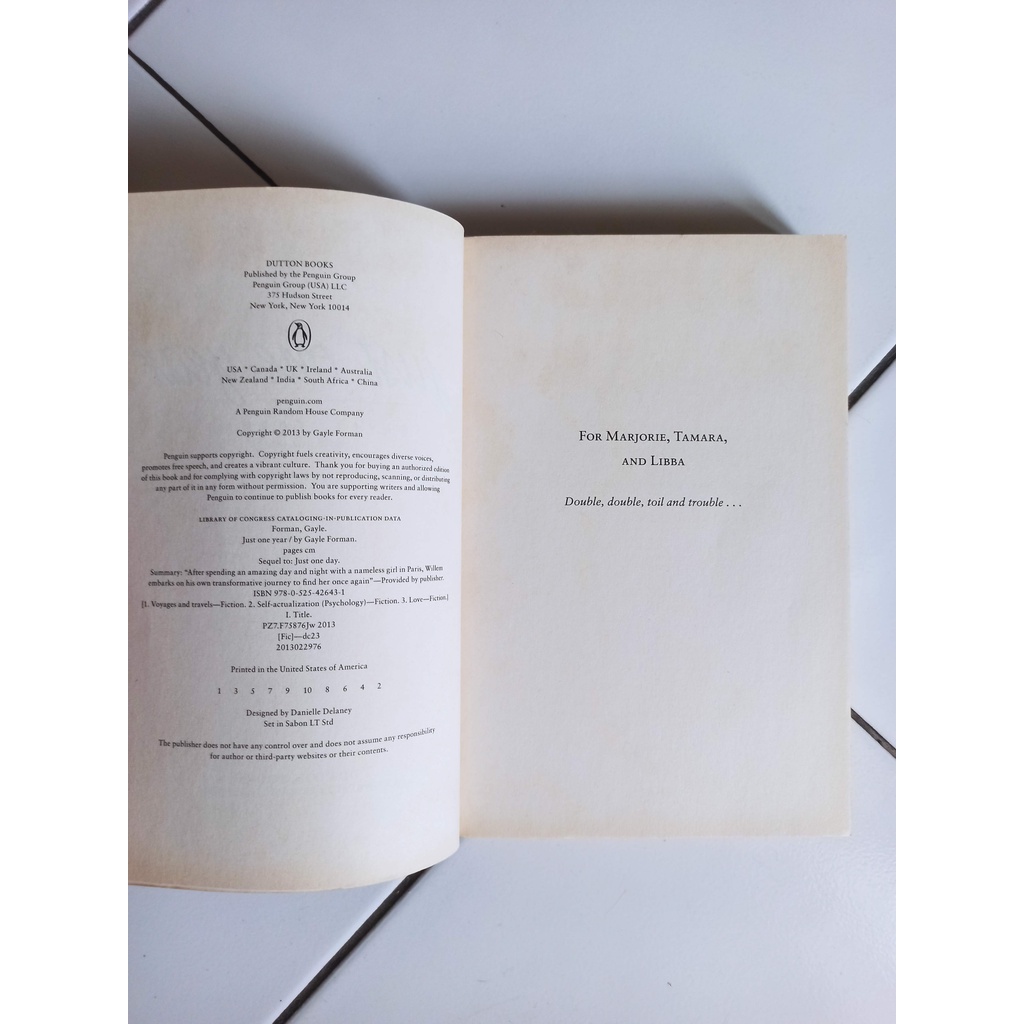 DUTTON BOOKS
Published by the Penguin Group
Penguin Group (USA) LLC
375 Hudson Street
New York, New York 10014
USA * Canada * UK * Ireland * Australia
New Zealand * India * South Africa * China
penguin.com
A Penguin Random House Company
Copyright © 2013 by Gayle Forman
Penguin supports copyright. Copyright fuels creativity, encourages diverse voices,
promotes free speech, and creates a vibrant culture. Thank you for buying an authorized edition
of this book and for complying with copyright laws by not reproducing, scanning, or distributing
any part of it in any form without permission. You are supporting writers and allowing
Penguin to continue to publish books for every reader.
LIBRARY OF CONGRESS CATALOGING-IN-PUBLICATION DATA
Forman, Gayle.
Just one year / by Gayle Forman.
pages cm
Sequel to: Just one day.
Summary: "After spending an amazing day and night with a nameless girl in Paris, Willem
embarks on his own transformative journey to find her once again"—Provided by publisher.
ISBN 978-0-525-42643-1
[1. Voyages and travels—Fiction. 2. Self-actualization (Psychology)—Fiction. 3. Love—Fiction.]
I. Title.
PZ7.F75876Jw 2013
[Fic]—dc23
2013022976
Printed in the United States of America
1 3 5 7 9 10 8 6 4 2
Designed by Danielle Delaney
Set in Sabon LT Std
The publisher does not have any control over and does not assume any responsibility
for author or third-party websites or their contents.
FOR MARJORIE, TAMARA,
AND LIBBA
Double, double, toil and trouble . . .